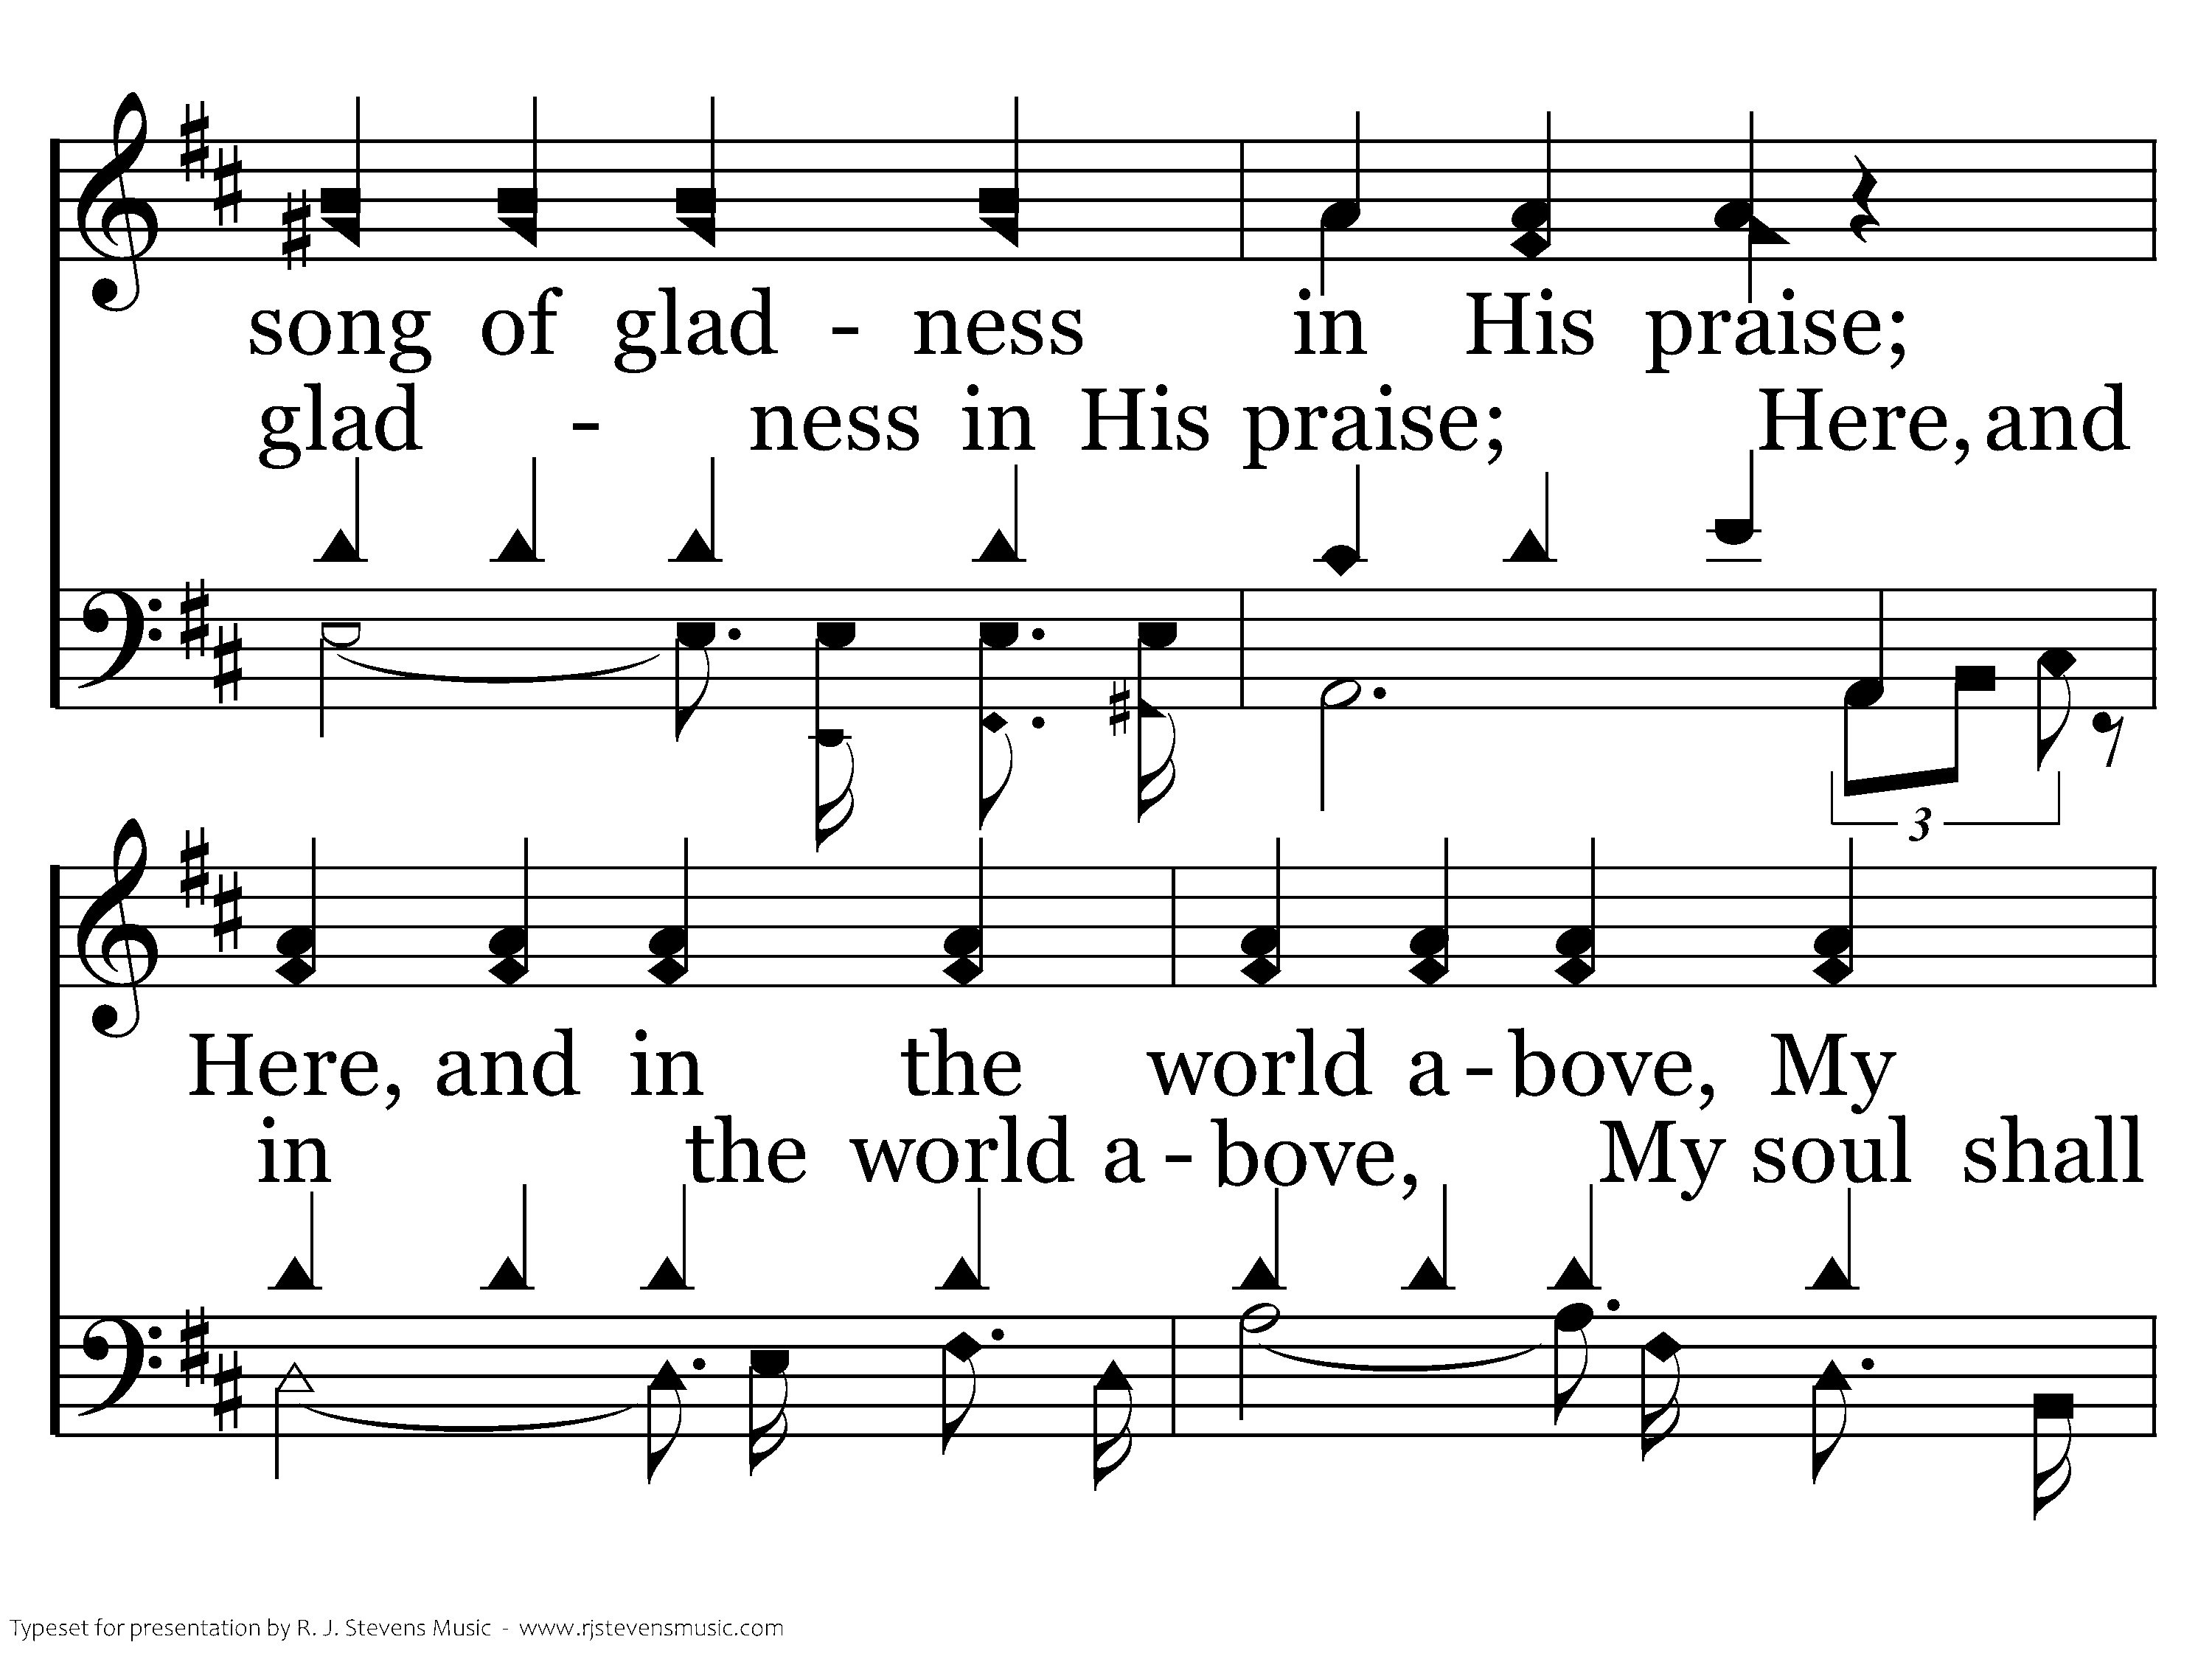 song of glad - ness in His praise;
glad - ness in His praise; Here, and
3
Here, and in the world a - bove, My
in the world a - bove, My soul shall
Typeset for presentation by R. J. Stevens Music - www.rjstevensmusic.com